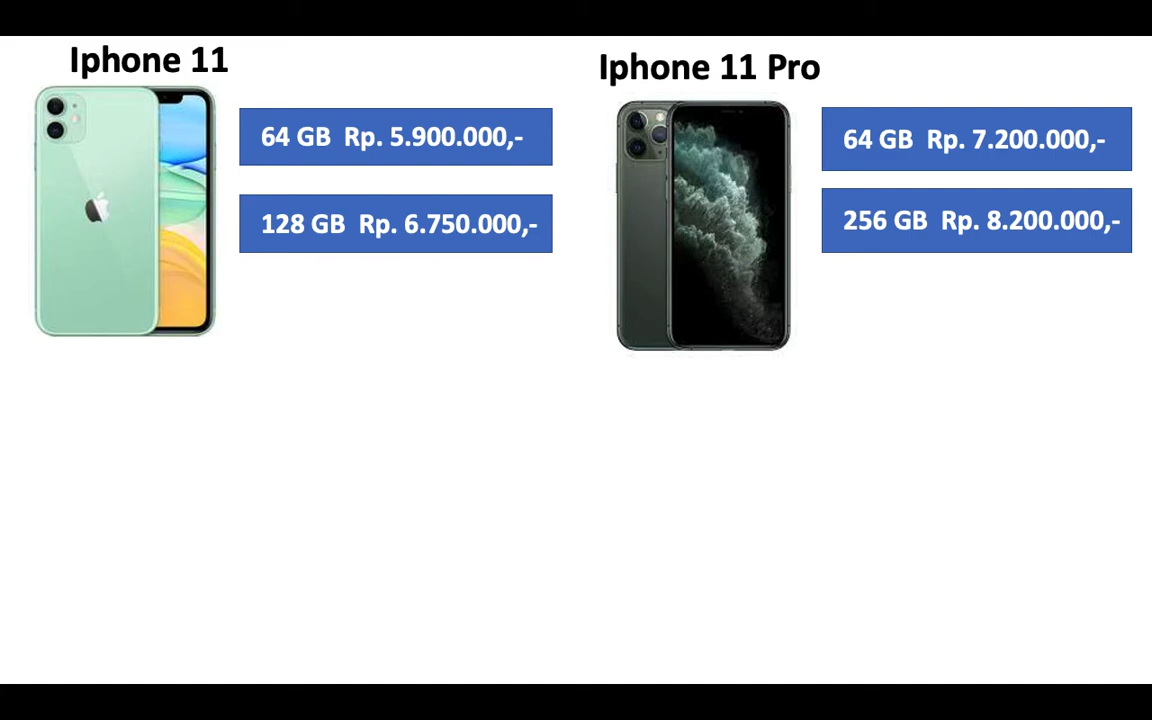 Iphone 11
64 GB Rp. 5.900.000,-
128 GB Rp. 6.750.000,-
Iphone 11 Pro
64 GB Rp. 7.200.000,-
256 GB Rp. 8.200.000,-